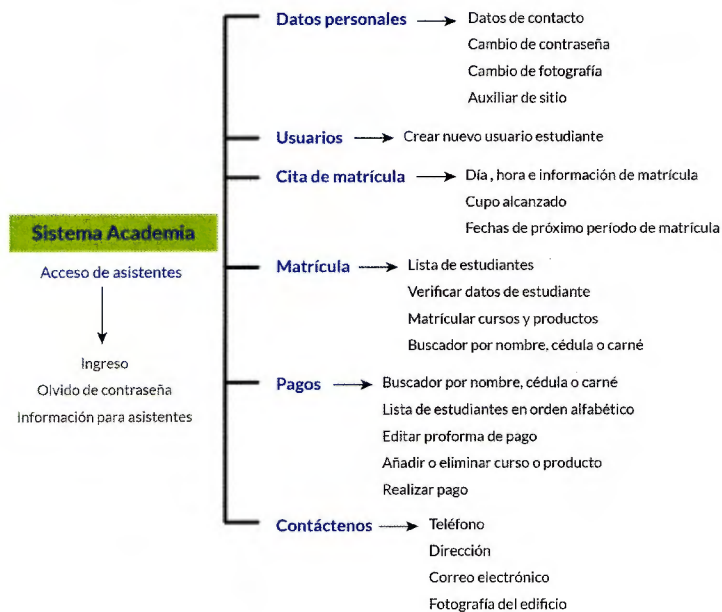 Sistema Academia
Acceso de asistentes
Ingreso
Olvido de contraseña
Información para asistentes
Datos personales
Datos de contacto
Cambio de contraseña
Cambio de fotografía
Auxiliar de sitio
Usuarios
Crear nuevo usuario estudiante
Cita de matrícula
Día , hora e información de matrícula
Cupo alcanzado
Fechas de próximo período de matrícula
Matrícula
Lista de estudiantes
Verificar datos de estudiante
Matrícular cursos y productos
Buscador por nombre, cédula o carné
Pagos
Buscador por nombre, cédula o carné
Lista de estudiantes en orden alfabético
Editar proforma de pago
Añadir o eliminar curso o producto
Realizar pago
Contáctenos
Teléfono
Dirección
Correo electrónico
Fotografía del edificio